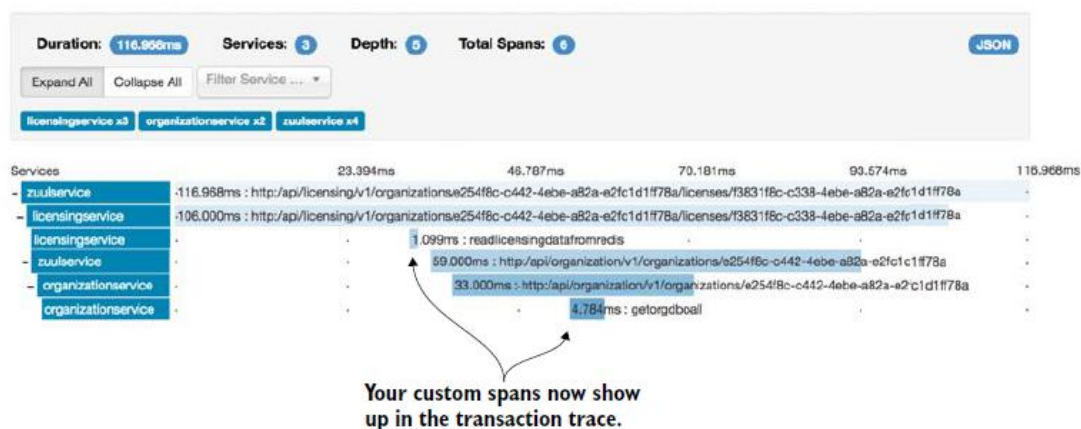 Duration: 116.968ms Services: 3 Depth: 5 Total Spans: 6 JSON
Expand All Collapse All Filter Service ...
licensingservice x3 organizationservice x2 zuulservice x4
Services 23.394ms 46.787ms 70.181ms 93.574ms 116.968ms
- zuulservice 116.968ms : http:/api/licensing/v1/organizations/e254f8c-c442-4ebe-a82a-e2fc1d1ff78a/licenses/f3831f8c-c338-4ebe-a82a-e2fc1d1ff78a
- licensingservice 106.000ms : http:/api/licensing/v1/organizations/e254f8c-c442-4ebe-a82a-e2fc1d1ff78a/licenses/f3831f8c-c338-4ebe-a82a-e2fc1d1ff78a
licensingservice 1.099ms : readlicensingdatafromredis
- zuulservice 59.000ms : http:/api/organization/v1/organizations/e254f8c-c442-4ebe-a82a-e2fc1c1ff78a
- organizationservice 33.000ms : http:/api/organization/v1/organizations/e254f8c-c442-4ebe-a82a-e2fc1d1ff78a
organizationservice 4.784ms : getorgdboall
Your custom spans now show
up in the transaction trace.